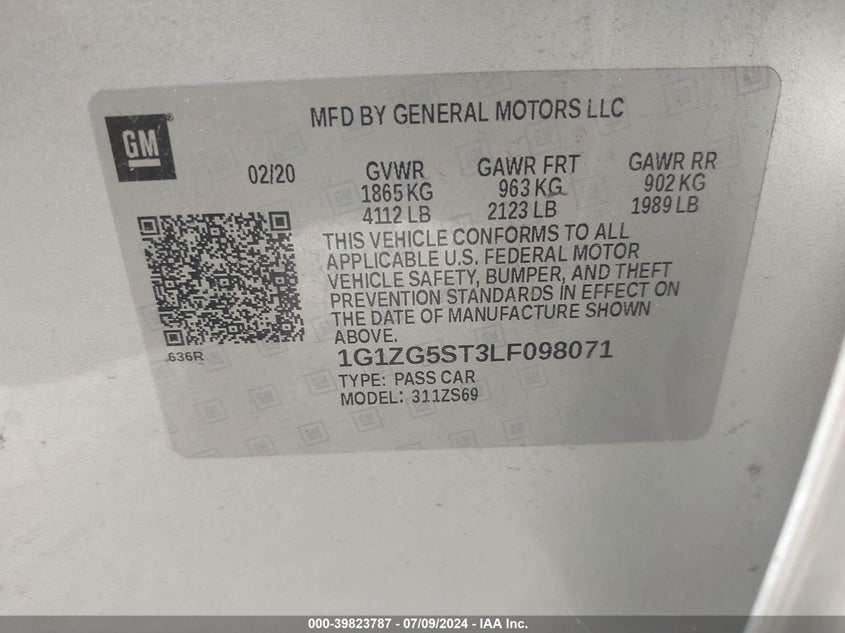 MFD BY GENERAL MOTORS LLC
GM
02/20
GVWR
1865 KG
4112 LB
GAWR FRT
963 KG
2123 LB
GAWR RR
902 KG
1989 LB
THIS VEHICLE CONFORMS TO ALL
APPLICABLE U.S. FEDERAL MOTOR
VEHICLE SAFETY, BUMPER, AND THEFT
PREVENTION STANDARDS IN EFFECT ON
THE DATE OF MANUFACTURE SHOWN
ABOVE.
636R
1G1ZG5ST3LF098071
TYPE: PASS CAR
MODEL: 311ZS69
000-39823787 - 07/09/2024 - IAA Inc.